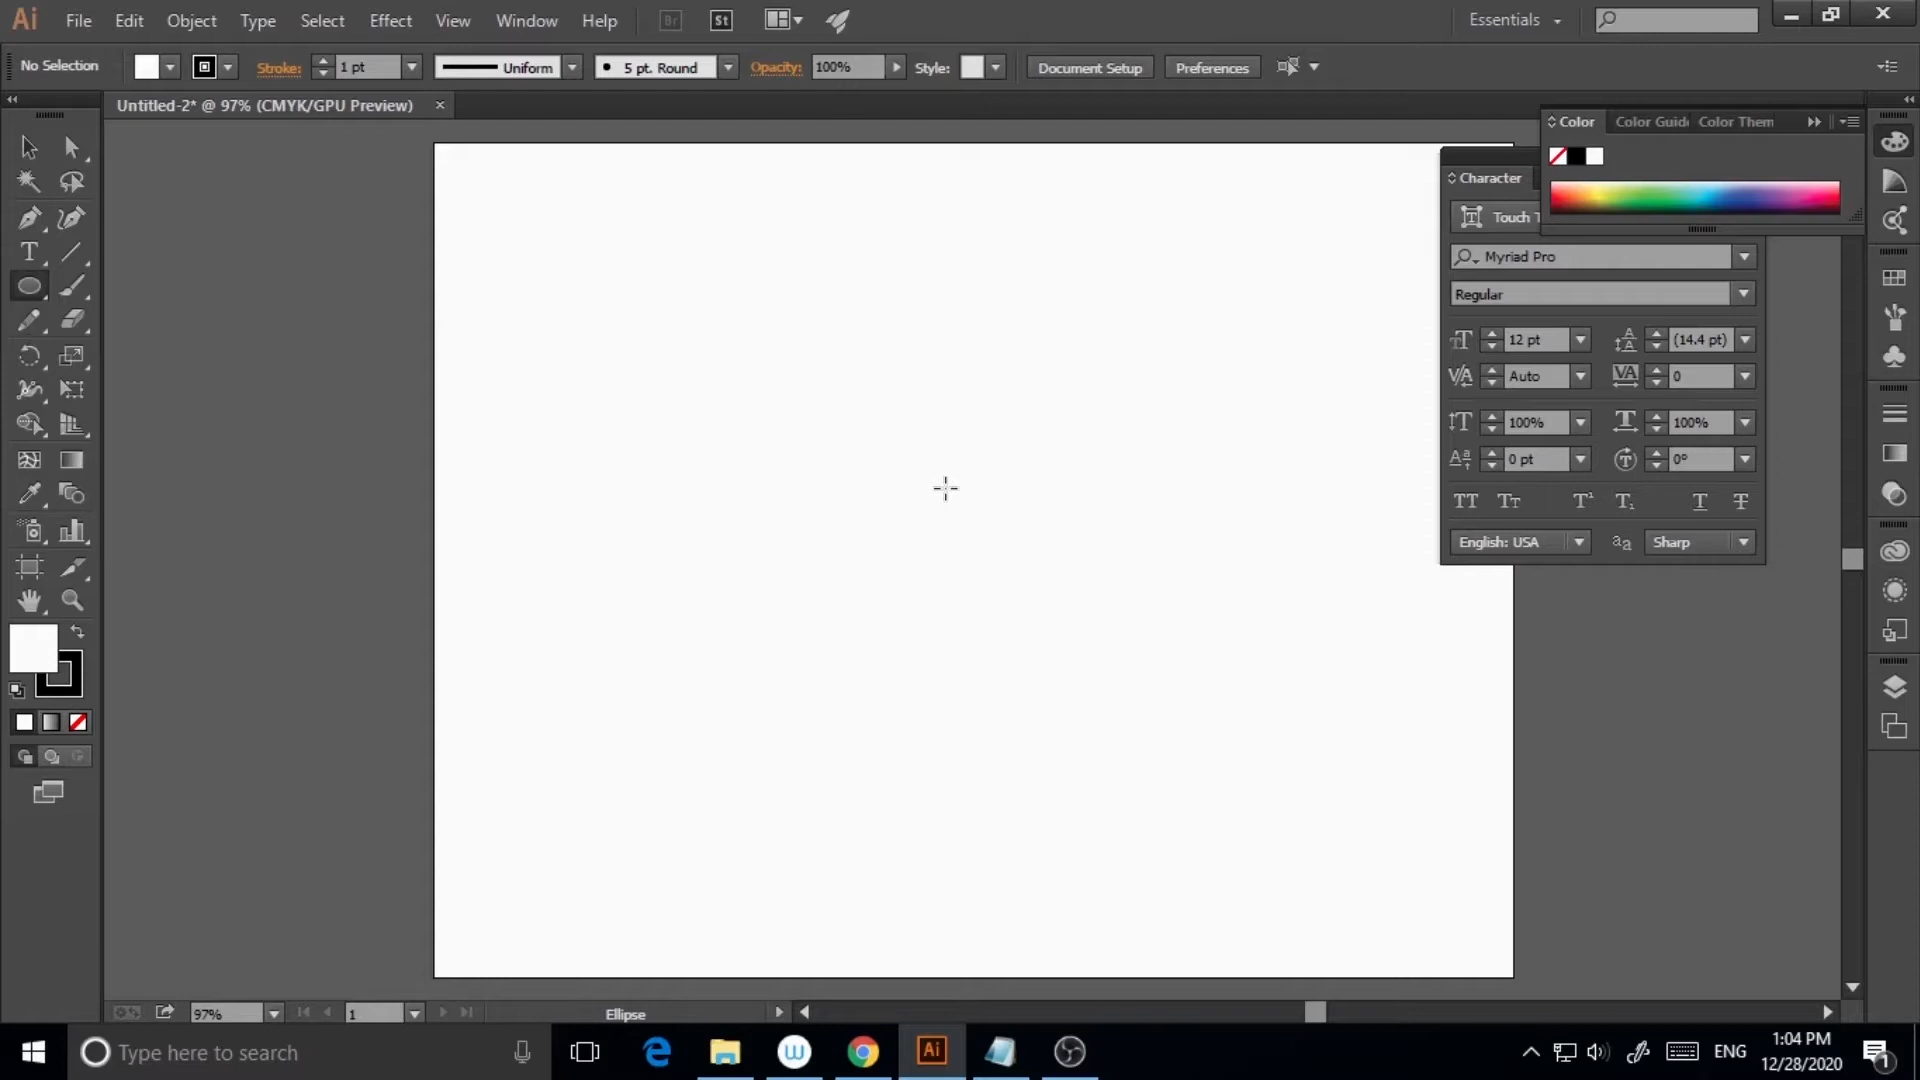 Ai File Edit Object Type Select Effect View Window Help Br St Essentials
No Selection Stroke: 1 pt Uniform 5 pt. Round Opacity: 100% Style: Document Setup Preferences
Untitled-2* @ 97% (CMYK/GPU Preview) ×
Color Color Guid Color Them
Character
Touch T
Myriad Pro
Regular
12 pt (14.4 pt)
Auto 0
100% 100%
0 pt 0°
English: USA Sharp
97% 1 Ellipse
Type here to search Ai ENG 1:04 PM
12/28/2020 1